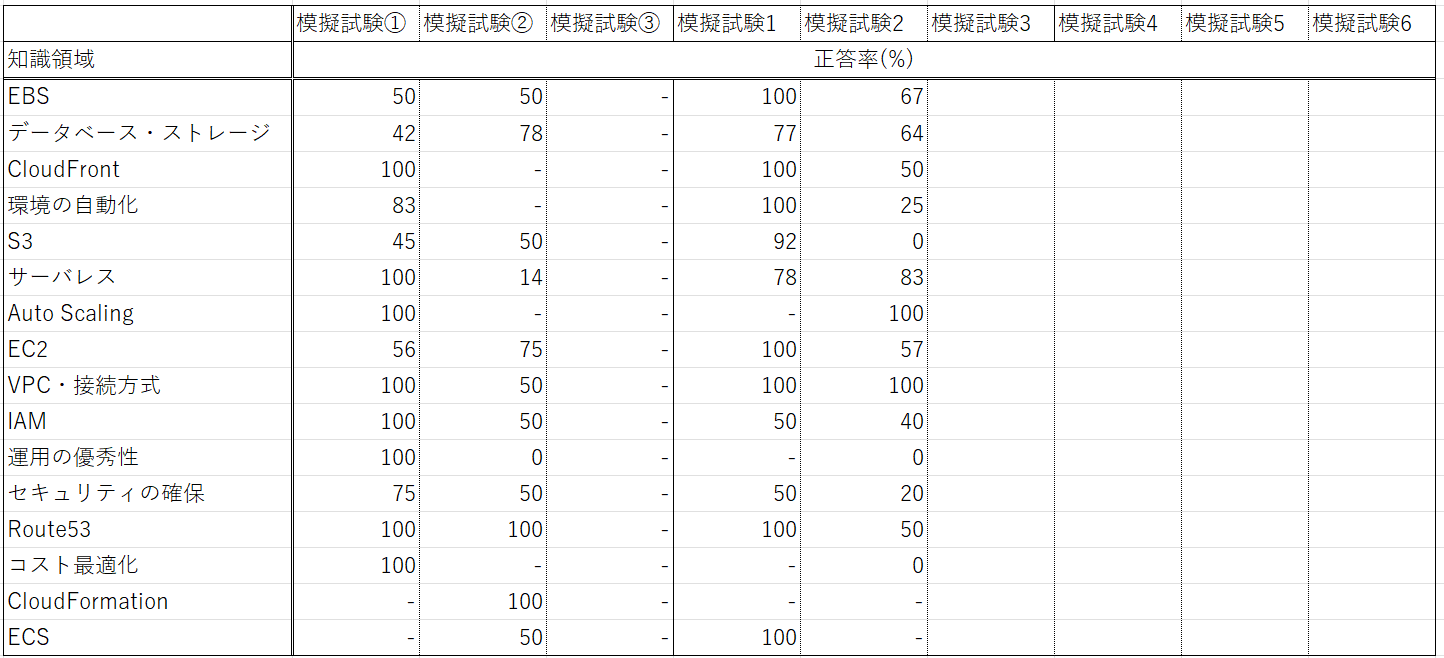 模擬試験① 模擬試験② 模擬試験③ 模擬試験1 模擬試験2 模擬試験3 模擬試験4 模擬試験5 模擬試験6
知識領域 正答率(%)
EBS 50 50 - 100 67
データベース・ストレージ 42 78 - 77 64
CloudFront 100 - - 100 50
環境の自動化 83 - - 100 25
S3 45 50 - 92 0
サーバレス 100 14 - 78 83
Auto Scaling 100 - - - 100
EC2 56 75 - 100 57
VPC・接続方式 100 50 - 100 100
IAM 100 50 - 50 40
運用の優秀性 100 0 - - 0
セキュリティの確保 75 50 - 50 20
Route53 100 100 - 100 50
コスト最適化 100 - - - 0
CloudFormation - 100 - - -
ECS - 50 - 100 -